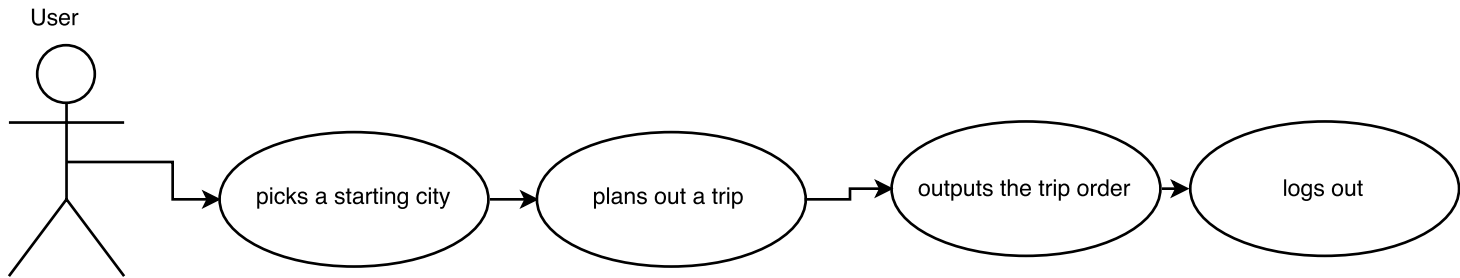 User
picks a starting city
plans out a trip
outputs the trip order
logs out